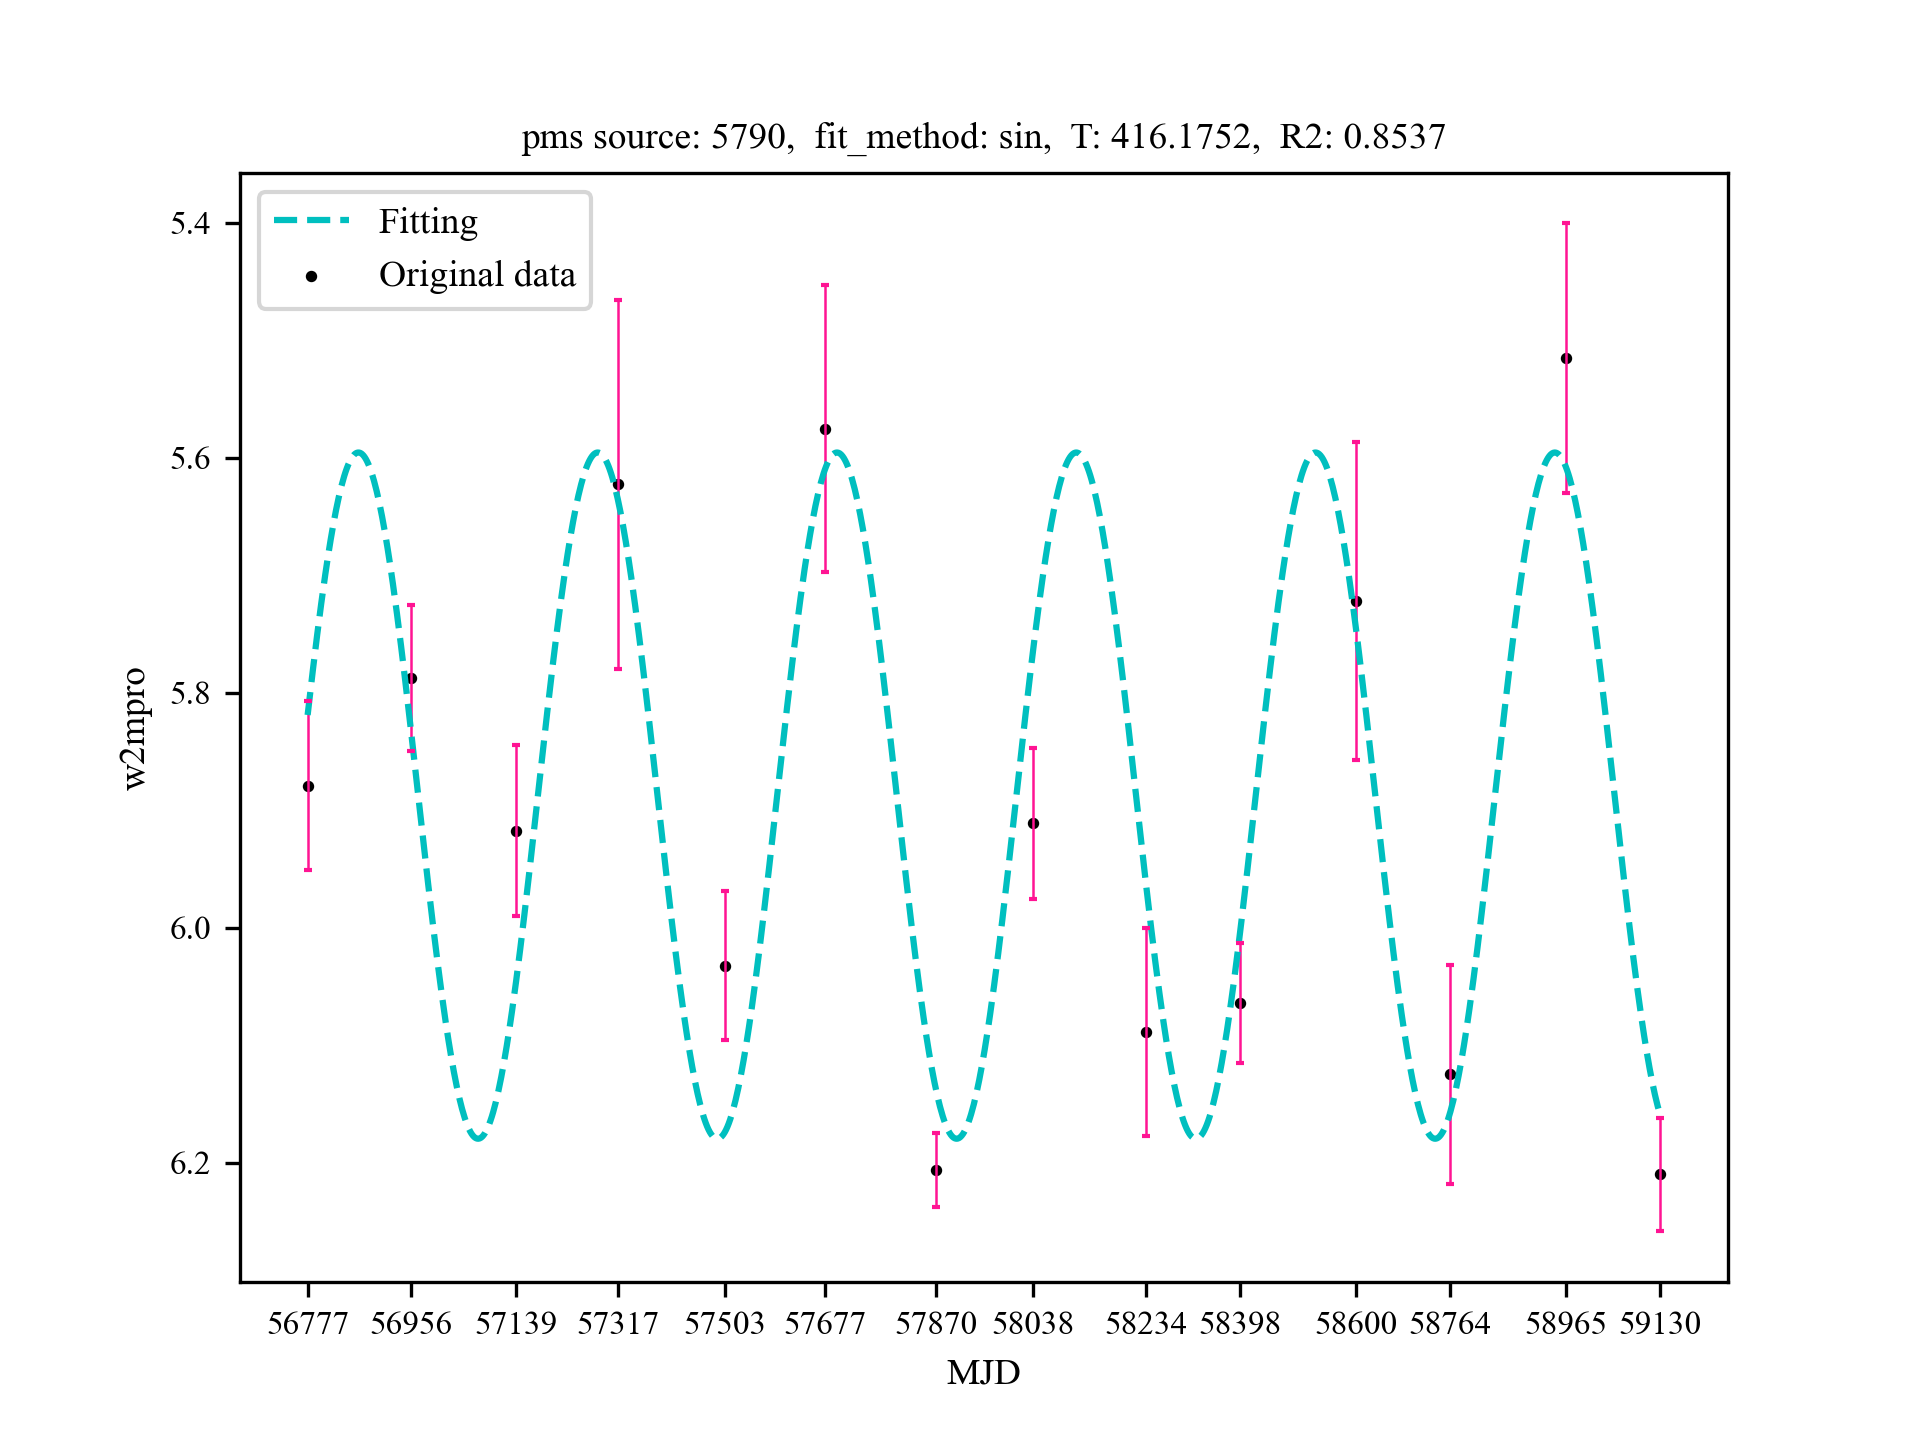 pms source: 5790,  fit_method: sin,  T: 416.1752,  R2: 0.8537
Fitting
Original data
5.4
5.6
5.8
6.0
6.2
w2mpro
56777 56956 57139 57317 57503 57677 57870 58038 58234 58398 58600 58764 58965 59130
MJD